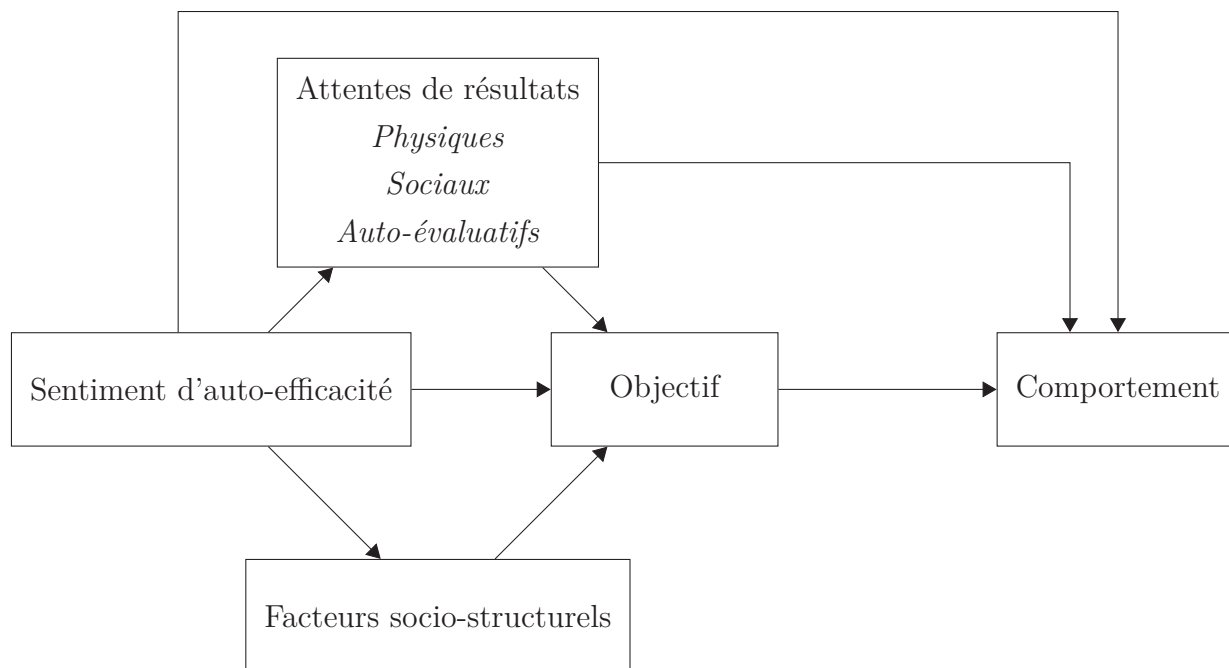 Attentes de résultats
Physiques
Sociaux
Auto-évaluatifs
Sentiment d'auto-efficacité
Objectif
Comportement
Facteurs socio-structurels